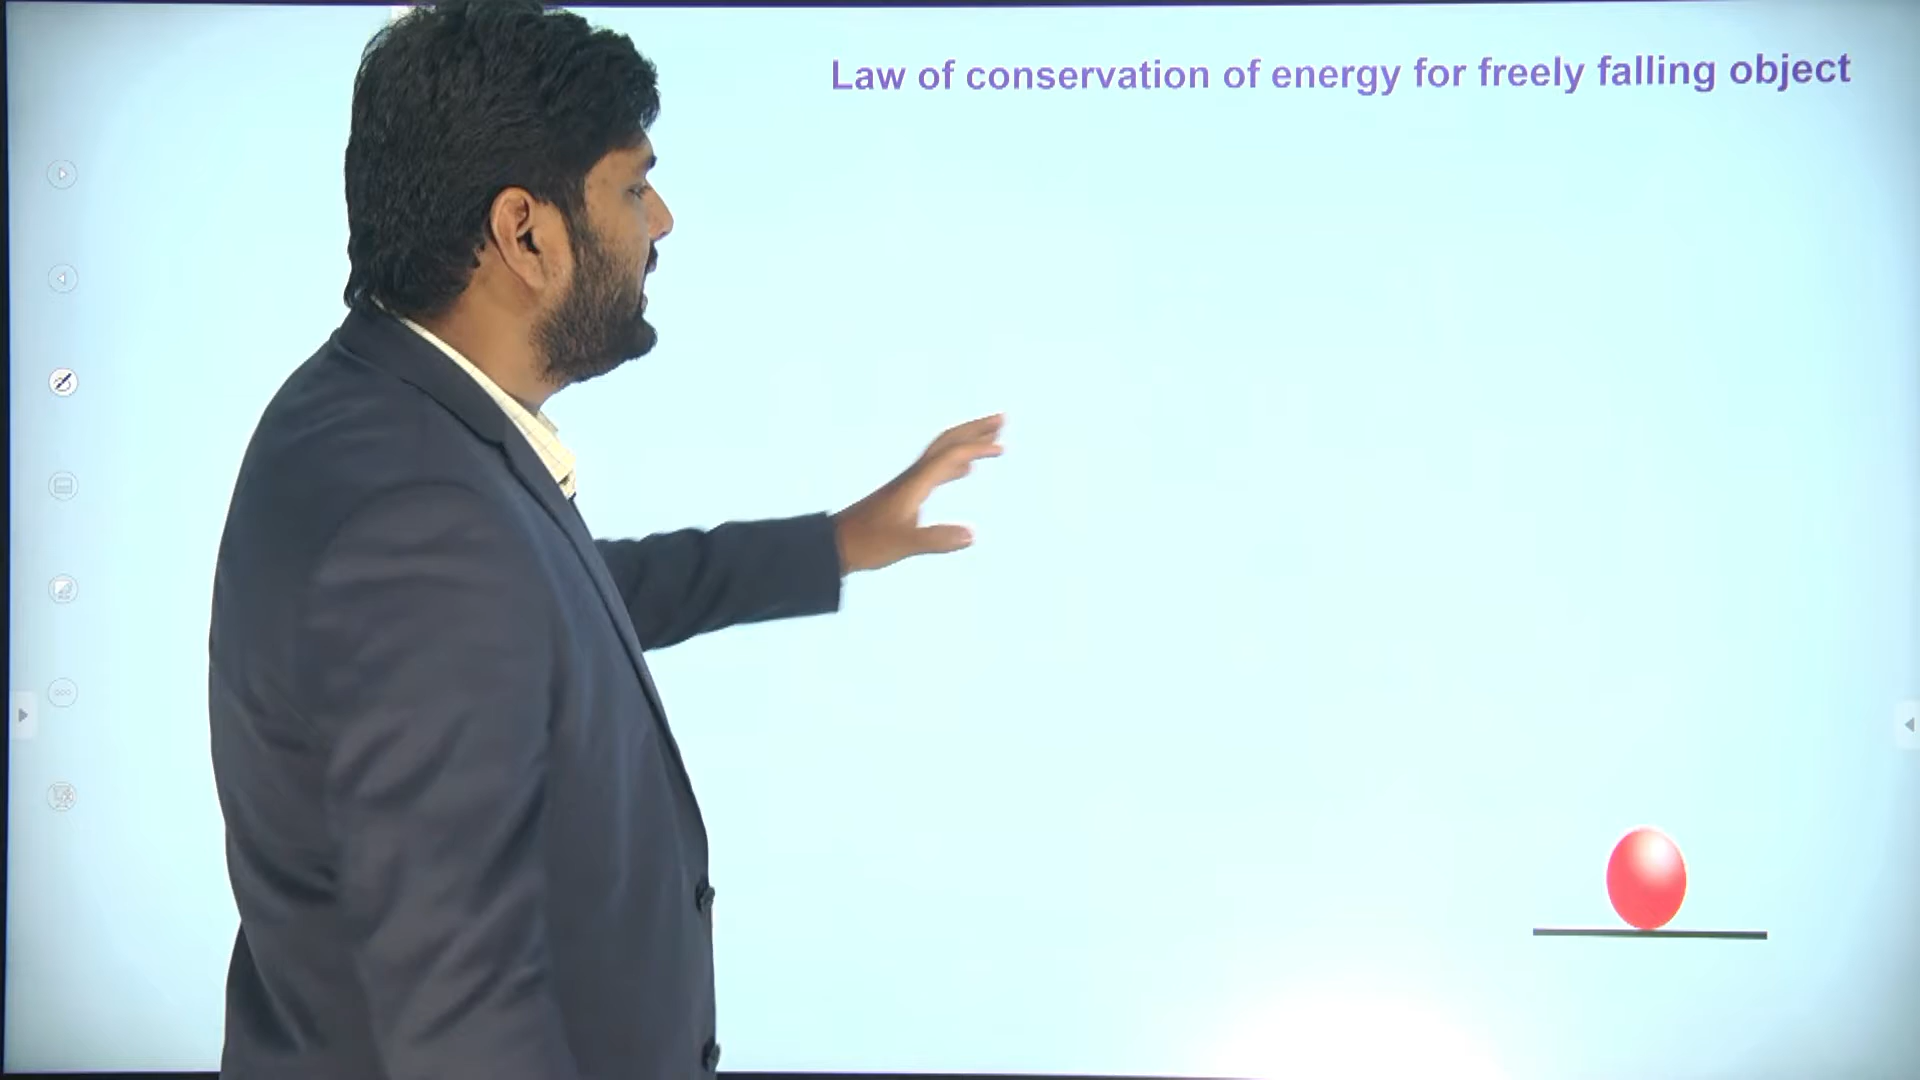 Law of conservation of energy for freely falling object